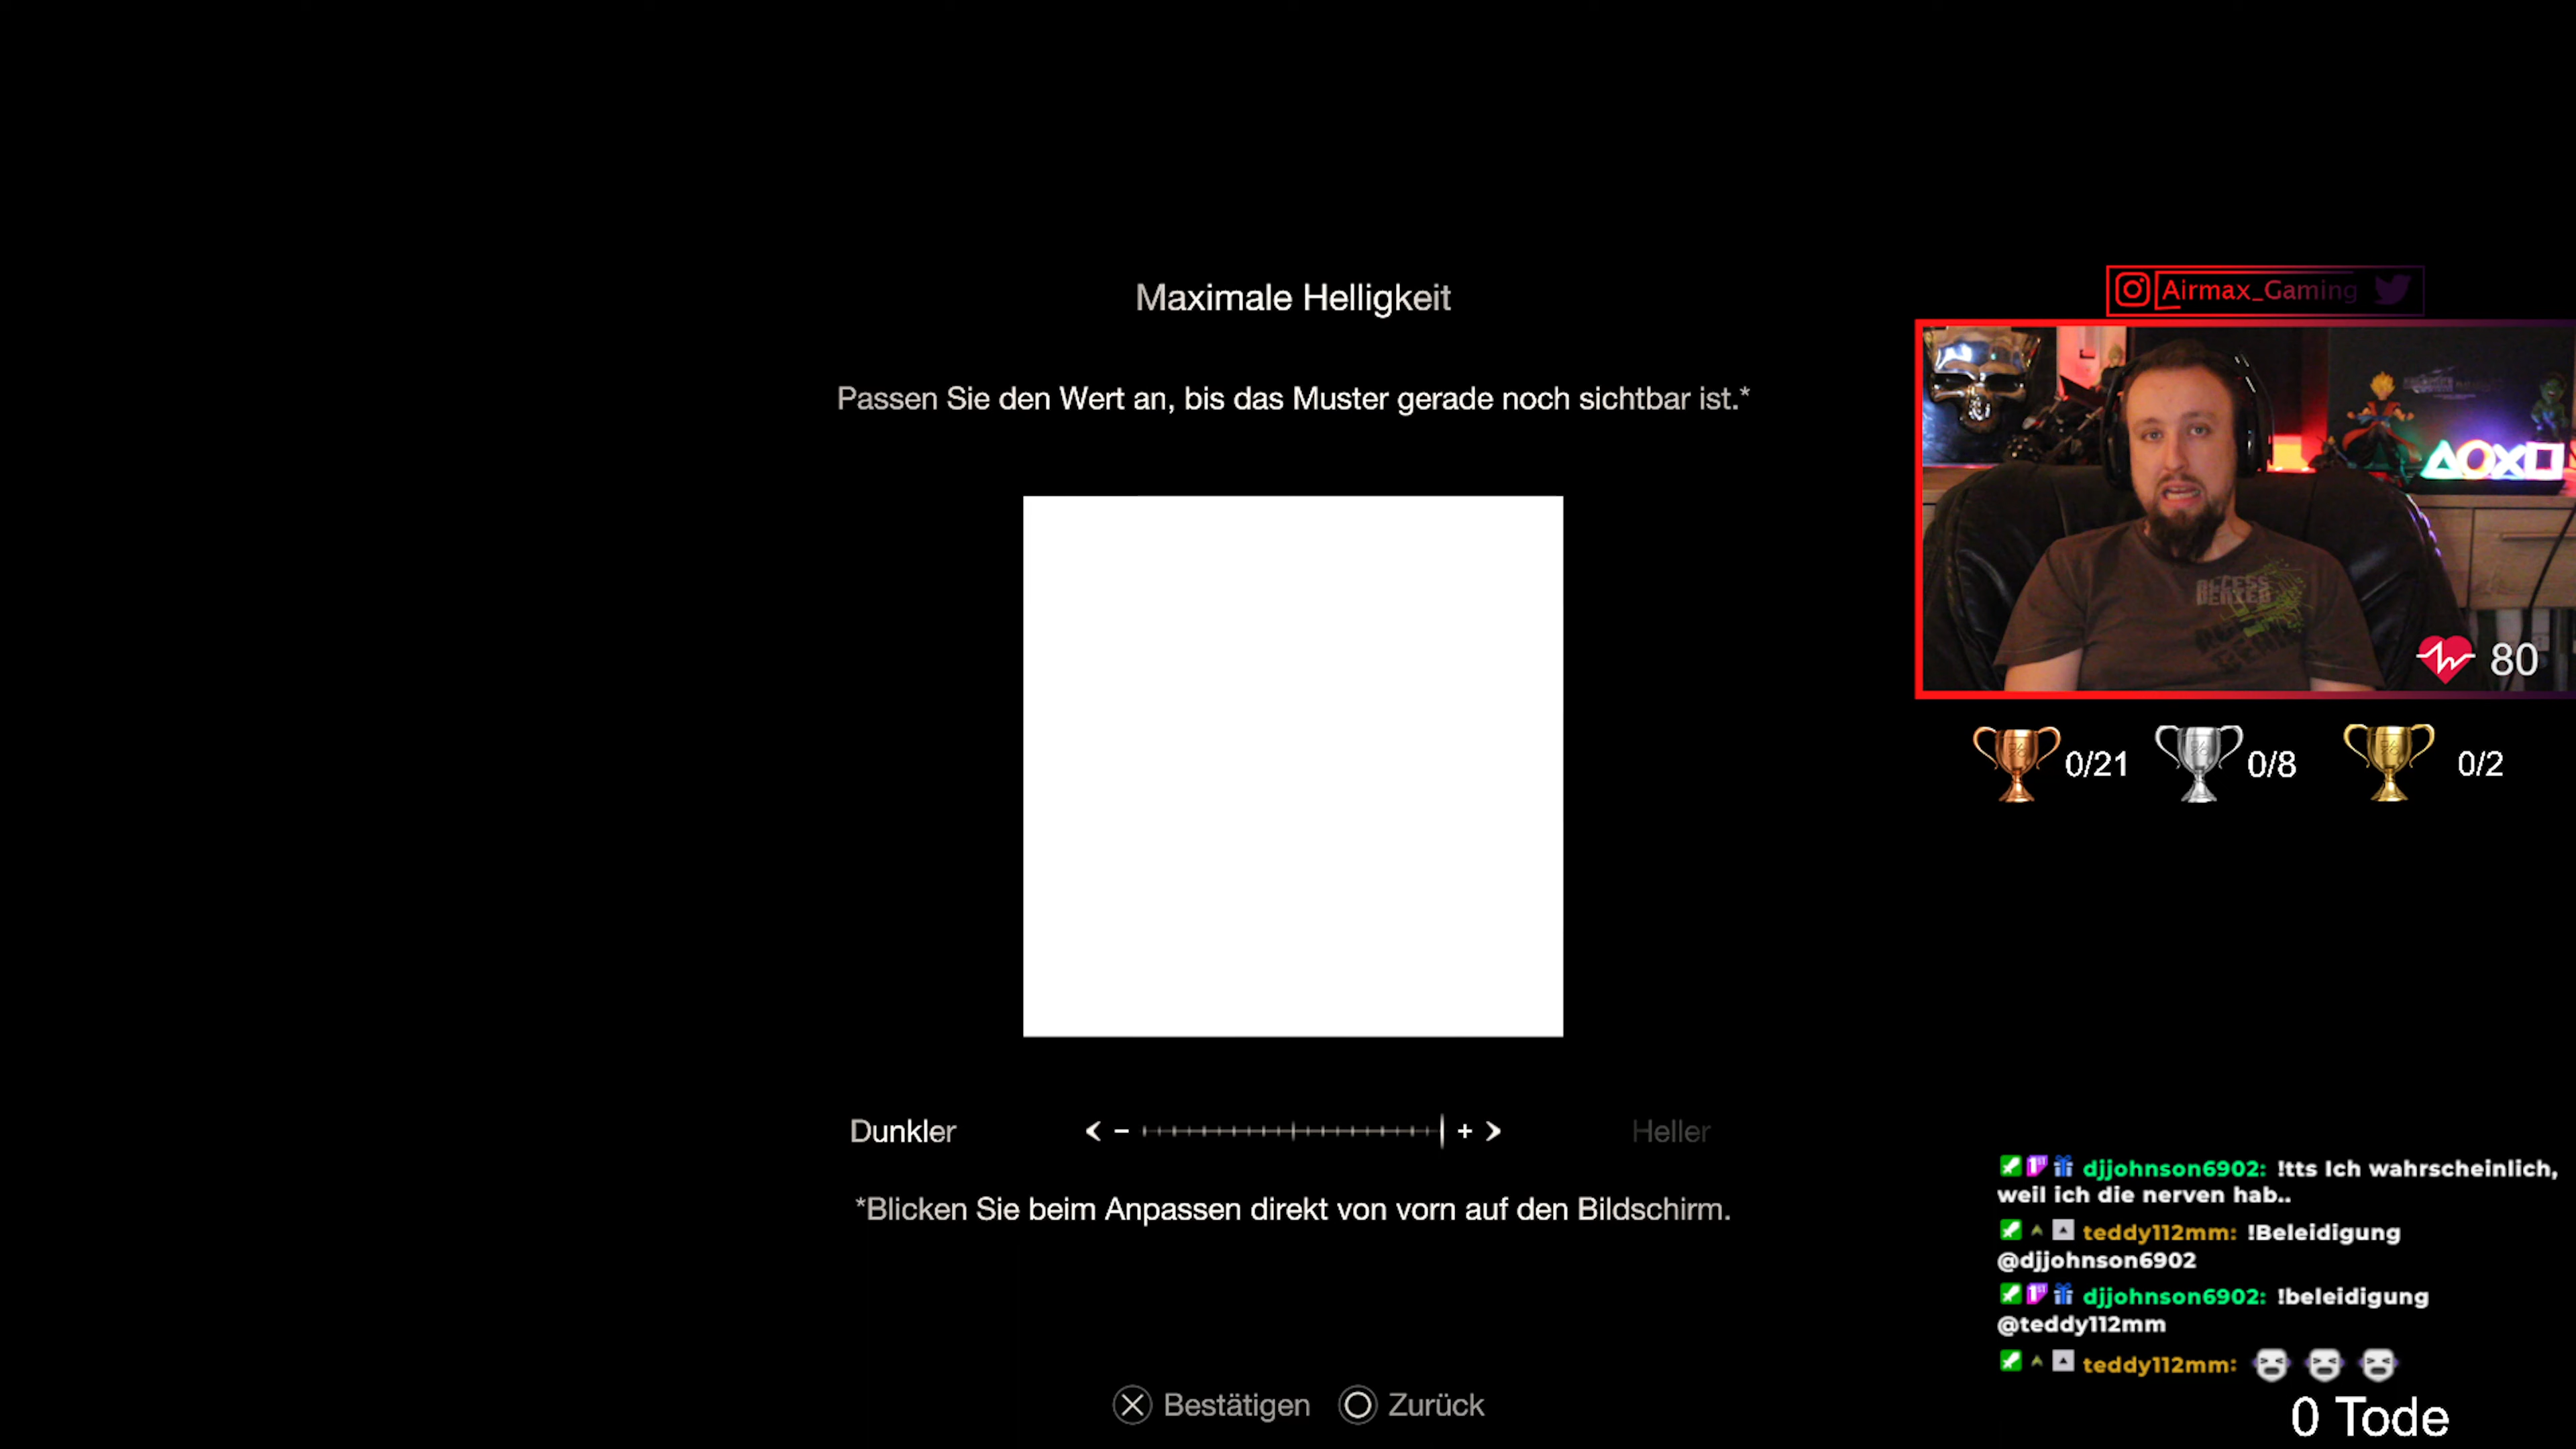 Maximale Helligkeit
Passen Sie den Wert an, bis das Muster gerade noch sichtbar ist.*
Dunkler
Heller
*Blicken Sie beim Anpassen direkt von vorn auf den Bildschirm.
Bestätigen
Zurück
Airmax_Gaming
ACCESS
DENIED
80
0/21
0/8
0/2
djjohnson6902: !tts Ich wahrscheinlich,
weil ich die nerven hab..
teddy112mm: !Beleidigung
@djjohnson6902
djjohnson6902: !beleidigung
@teddy112mm
teddy112mm:
0 Tode